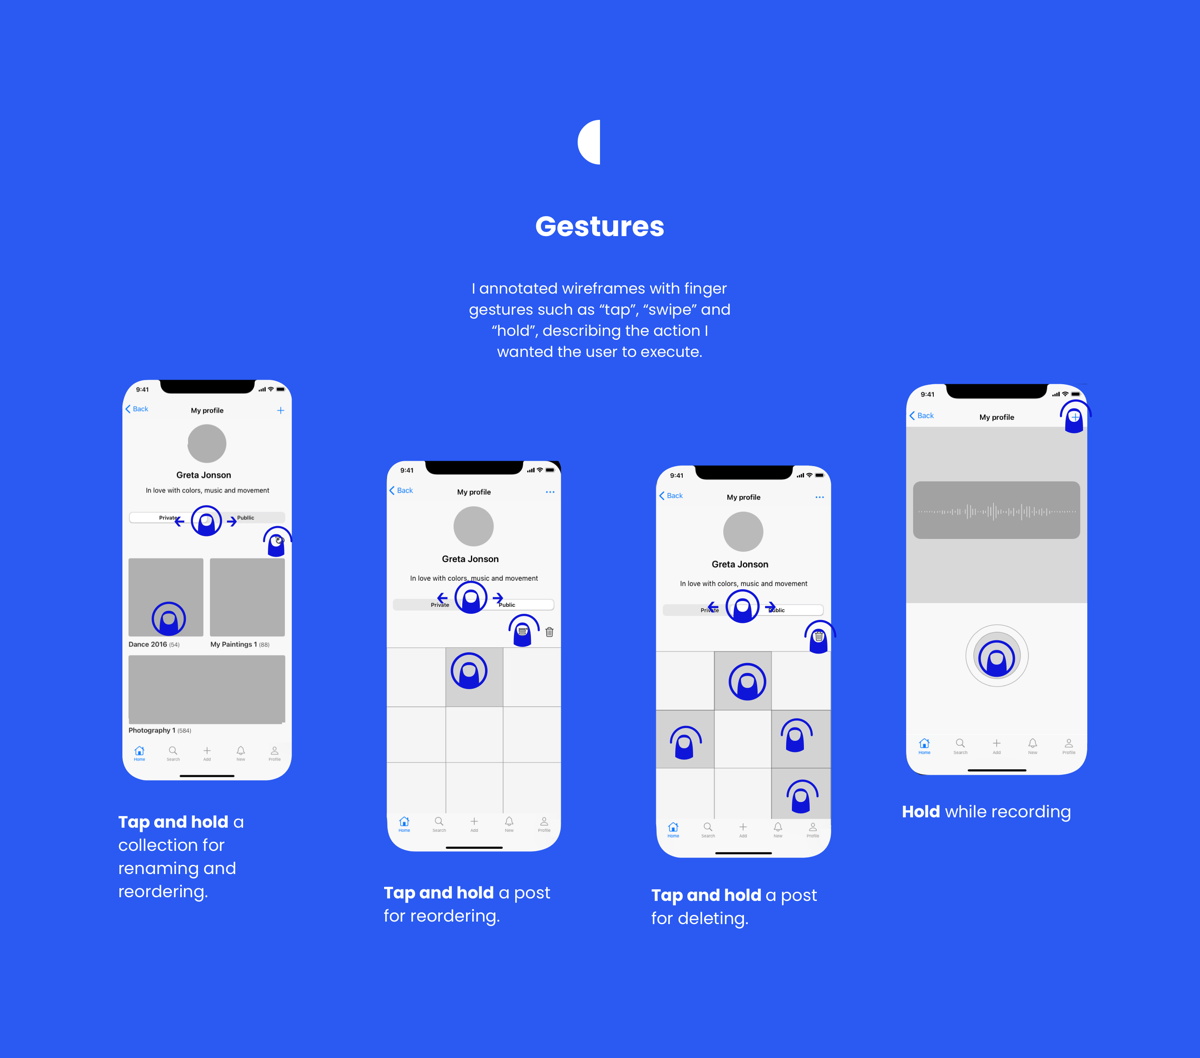 Gestures
I annotated wireframes with finger
gestures such as “tap”, “swipe” and
“hold”, describing the action I
wanted the user to execute.
9:41
Back
My profile
Greta Jonson
In love with colors, music and movement
Private
Public
Dance 2016 (54)
My Paintings 1 (88)
Photography 1 (584)
Home
Search
Add
New
Profile
Tap and hold a
collection for
renaming and
reordering.
9:41
Back
My profile
Greta Jonson
In love with colors, music and movement
Private
Public
Home
Search
Add
New
Profile
Tap and hold a post
for reordering.
9:41
Back
My profile
Greta Jonson
In love with colors, music and movement
Private
Public
Home
Search
Add
New
Profile
Tap and hold a post
for deleting.
9:41
Back
My profile
Home
Search
Add
New
Profile
Hold while recording